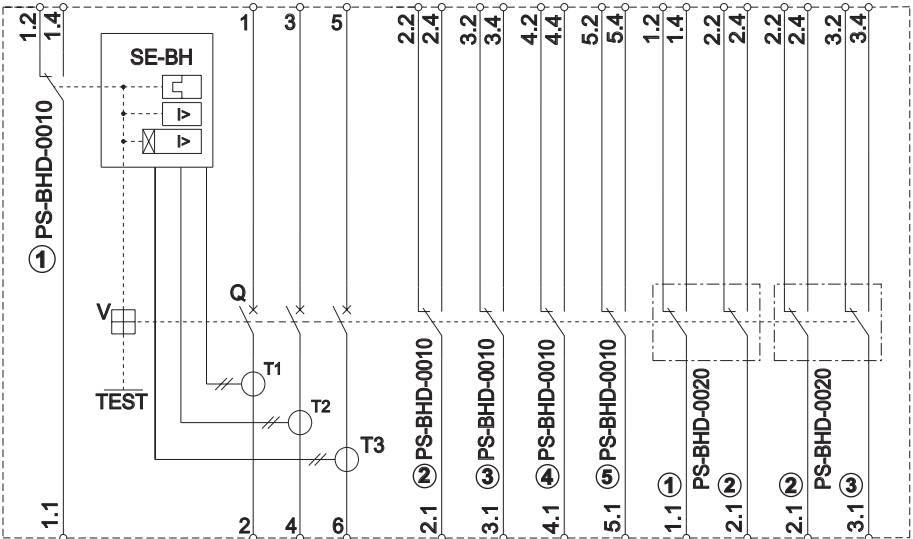 1.2
1.4
1
3
5
2.2
2.4
3.2
3.4
4.2
4.4
5.2
5.4
1.2
1.4
2.2
2.4
2.2
2.4
3.2
3.4
SE-BH
I>
I>
① PS-BHD-0010
V
Q
TEST
T1
T2
T3
② PS-BHD-0010
③ PS-BHD-0010
④ PS-BHD-0010
⑤ PS-BHD-0010
① PS-BHD-0020 ②
② PS-BHD-0020 ③
1.1
2
4
6
2.1
3.1
4.1
5.1
1.1
2.1
2.1
3.1